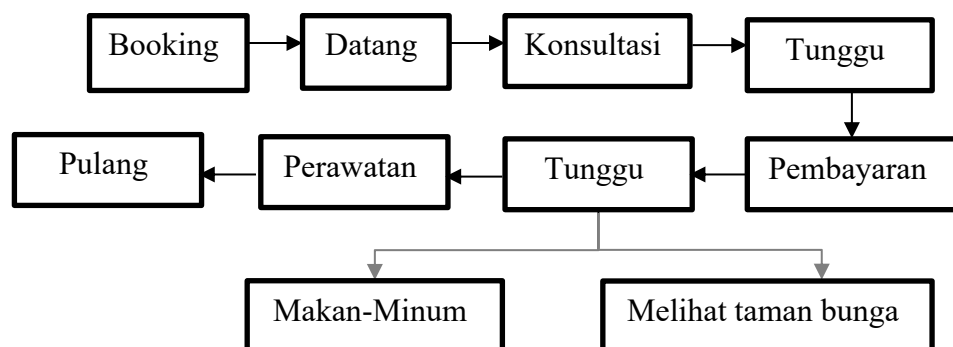 Booking
Datang
Konsultasi
Tunggu
Pulang
Perawatan
Tunggu
Pembayaran
Makan-Minum
Melihat taman bunga